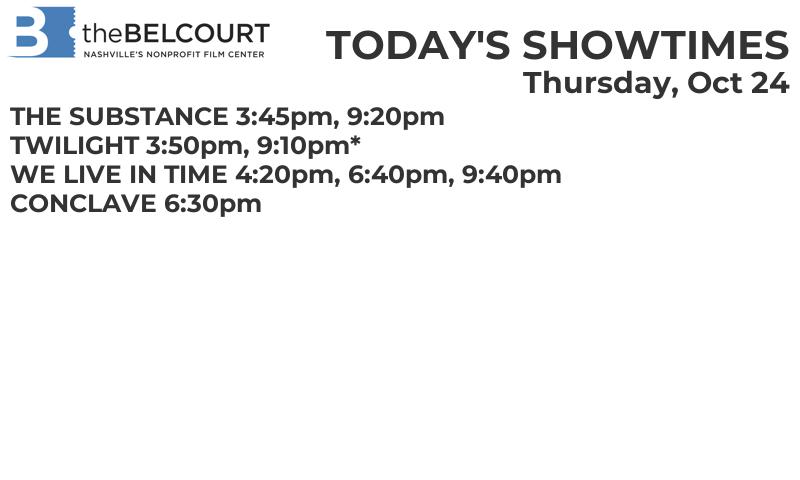 B theBELCOURT
NASHVILLE'S NONPROFIT FILM CENTER
TODAY'S SHOWTIMES
Thursday, Oct 24
THE SUBSTANCE 3:45pm, 9:20pm
TWILIGHT 3:50pm, 9:10pm*
WE LIVE IN TIME 4:20pm, 6:40pm, 9:40pm
CONCLAVE 6:30pm